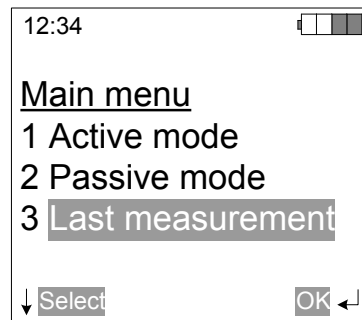 12:34
Main menu
1 Active mode
2 Passive mode
3 Last measurement
↓ Select OK ↵